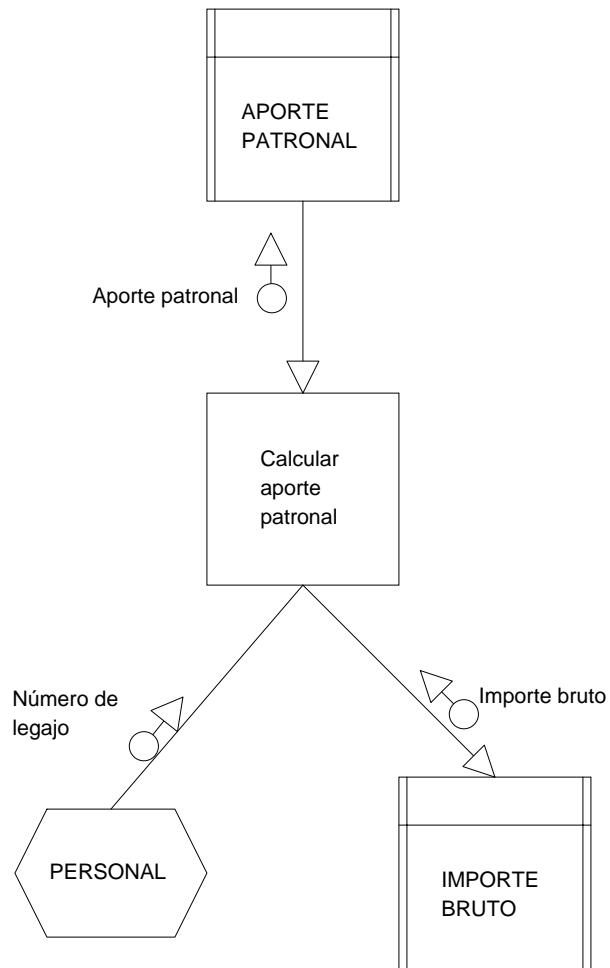 APORTE
PATRONAL
Aporte patronal
Calcular
aporte
patronal
Número de
legajo
Importe bruto
PERSONAL
IMPORTE
BRUTO